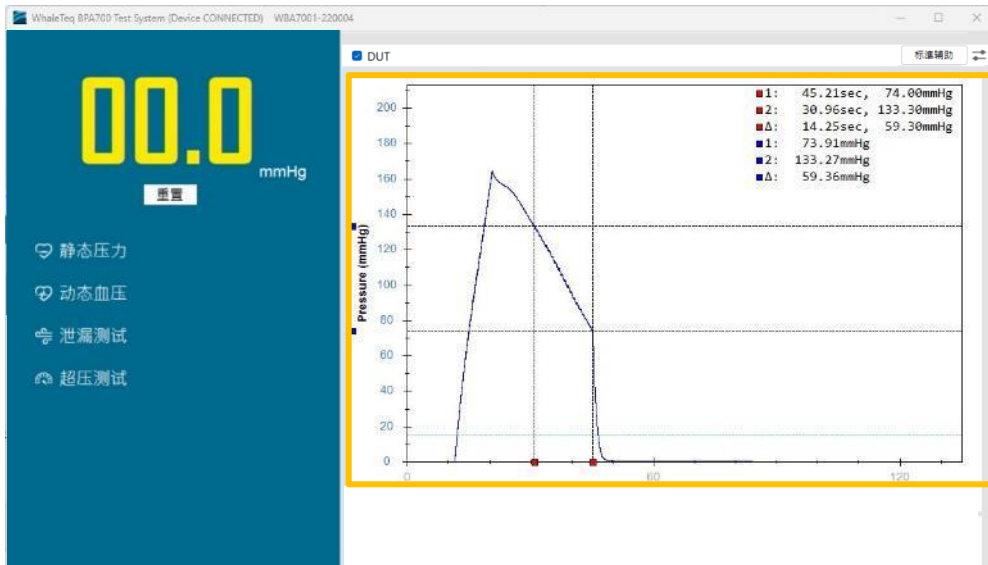 WhaleTeq BPA700 Test System (Device CONNECTED) WBA7001-220004
00.0
mmHg
重置
静态压力
动态血压
泄漏测试
超压测试
DUT
标准辅助
1: 45.21sec, 74.00mmHg
2: 30.96sec, 133.30mmHg
Δ: 14.25sec, 59.30mmHg
1: 73.91mmHg
2: 133.27mmHg
Δ: 59.36mmHg
Pressure (mmHg)
200
180
160
140
120
100
80
60
40
20
0
0 60 120